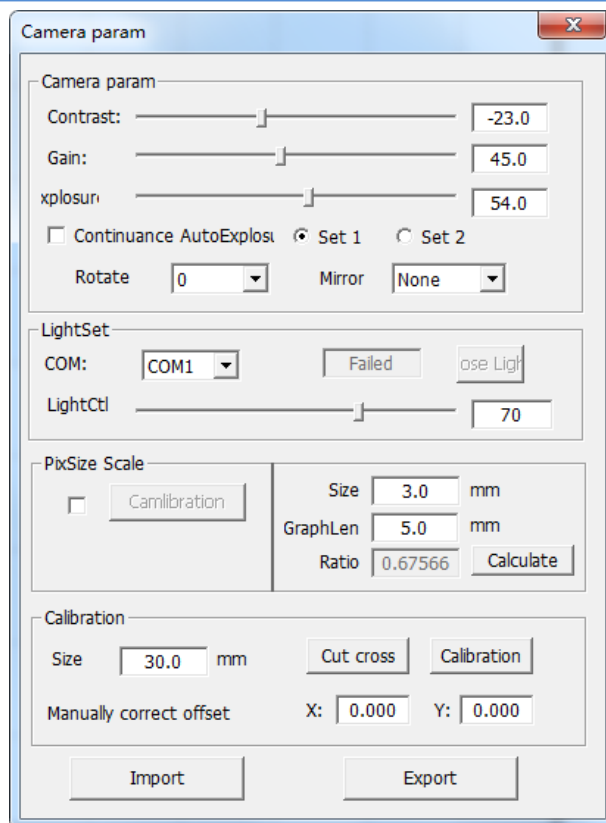 Camera param
Camera param
Contrast: -23.0
Gain: 45.0
xplosure 54.0
Continuance AutoExplosu Set 1 Set 2
Rotate 0 Mirror None
LightSet
COM: COM1 Failed ose Ligh
LightCtl 70
PixSize Scale
Camlibration
Size 3.0 mm
GraphLen 5.0 mm
Ratio 0.67566 Calculate
Calibration
Size 30.0 mm Cut cross Calibration
Manually correct offset X: 0.000 Y: 0.000
Import Export